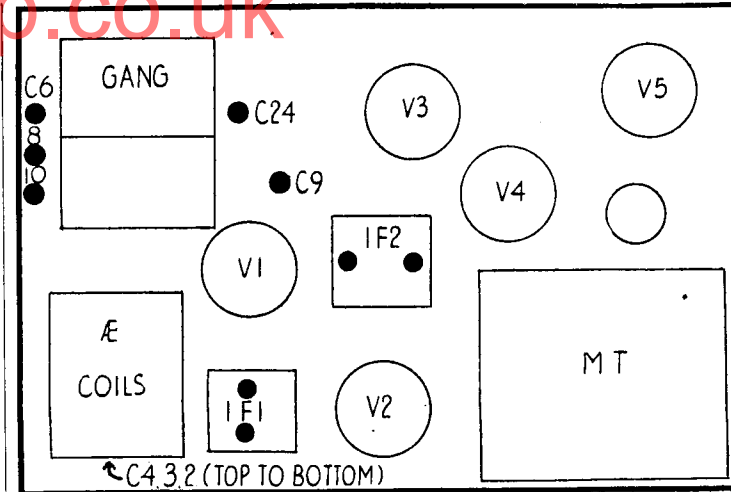 p.co.uk
GANG
C6
8
10
C24
C9
V3
V5
V4
V1
IF2
Æ
COILS
IF1
V2
MT
C4,3,2 (TOP TO BOTTOM)